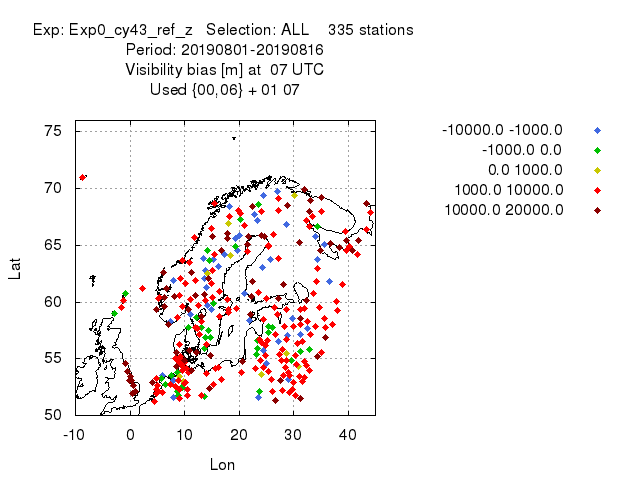 Exp: Exp0_cy43_ref_z Selection: ALL 335 stations
Period: 20190801-20190816
Visibility bias [m] at 07 UTC
Used {00,06} + 01 07
-10000.0 -1000.0
-1000.0 0.0
0.0 1000.0
1000.0 10000.0
10000.0 20000.0
75
70
65
60
55
50
Lat
-10 0 10 20 30 40
Lon